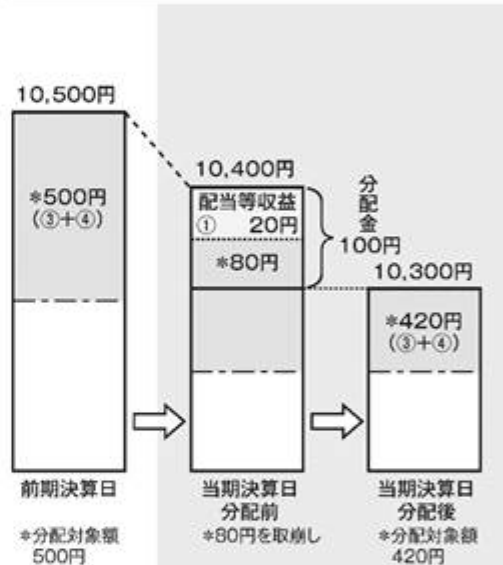 10,500円
*500円
(③+④)
10,400円
配当等収益
① 20円
*80円
分配金
100円
10,300円
*420円
(③+④)
前期決算日
*分配対象額
500円
当期決算日
分配前
*80円を取崩し
当期決算日
分配後
*分配対象額
420円